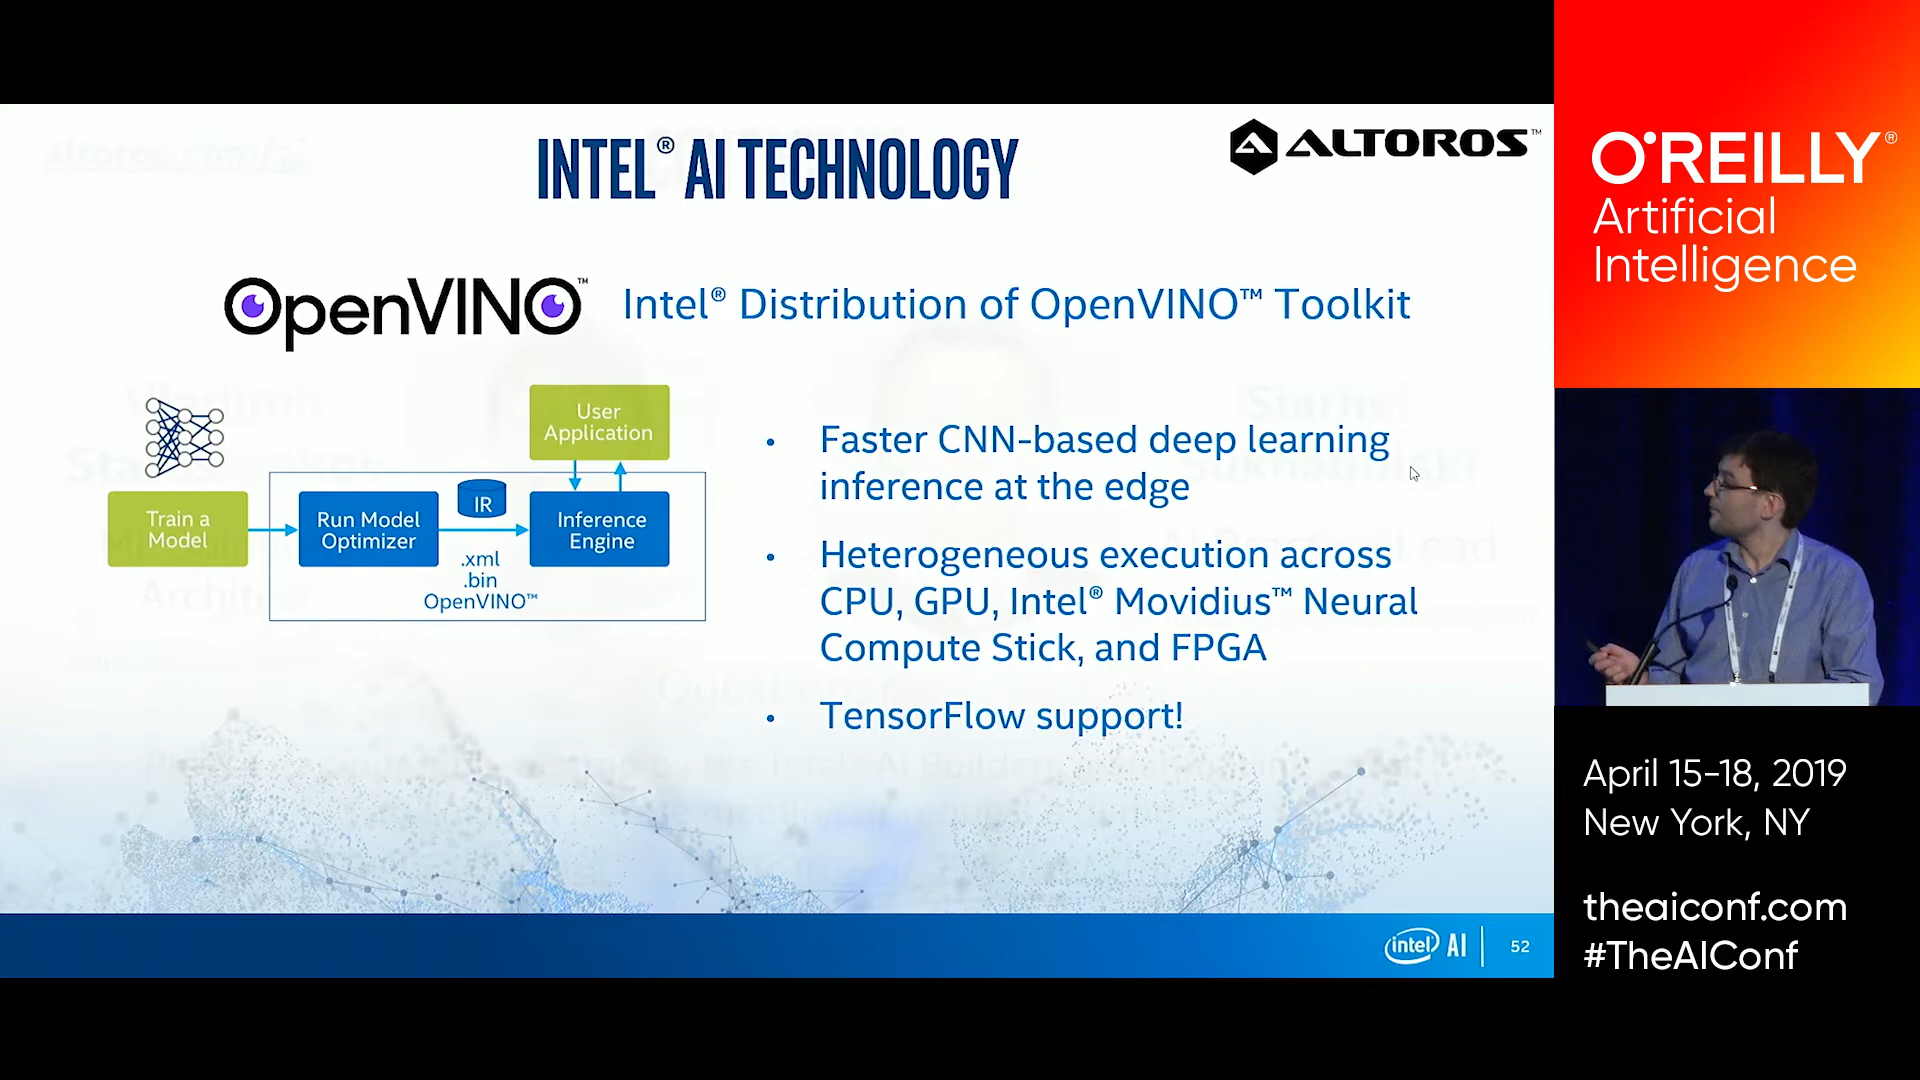 INTEL® AI TECHNOLOGY
ALTOROS™
OpenVINO™
Intel® Distribution of OpenVINO™ Toolkit
User
Application
Train a
Model
Run Model
Optimizer
IR
.xml
.bin
OpenVINO™
Inference
Engine
• Faster CNN-based deep learning
inference at the edge
• Heterogeneous execution across
CPU, GPU, Intel® Movidius™ Neural
Compute Stick, and FPGA
• TensorFlow support!
intel AI
52
O'REILLY®
Artificial
Intelligence
April 15-18, 2019
New York, NY
theaiconf.com
#TheAIConf